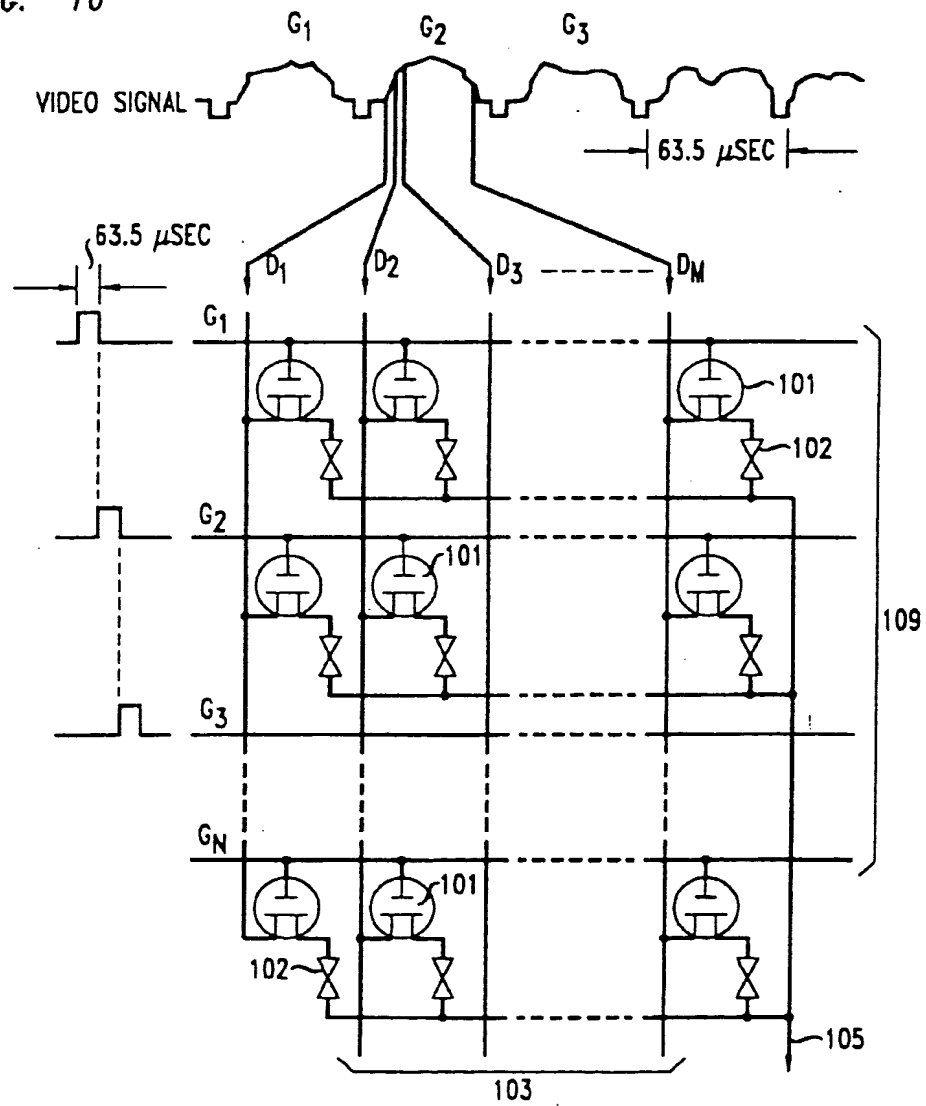 G. 10
G1 G2 G3
VIDEO SIGNAL
63.5 μSEC
63.5 μSEC
D1 D2 D3 DM
G1
101
102
G2
101
109
G3
GN
101
102
105
103